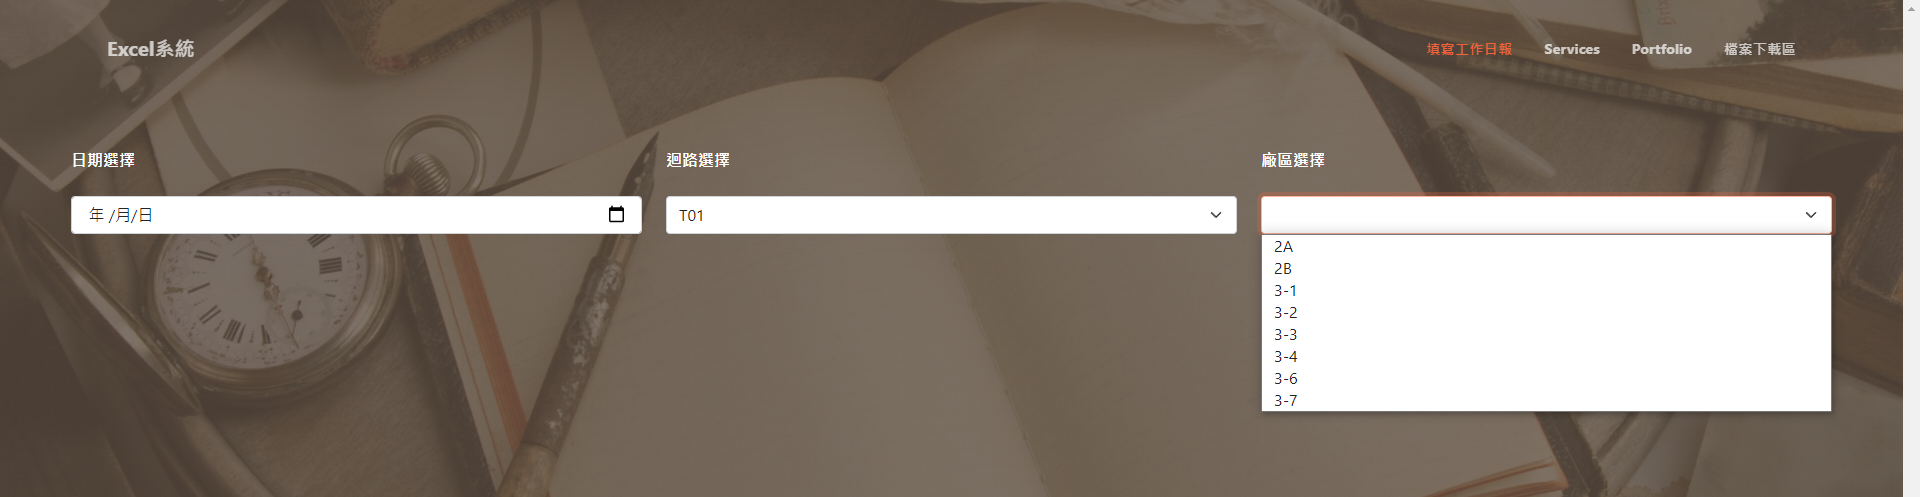 Excel系統
填寫工作日報
Services
Portfolio
檔案下載區
日期選擇
迴路選擇
廠區選擇
年 /月/日
T01
2A
2B
3-1
3-2
3-3
3-4
3-6
3-7